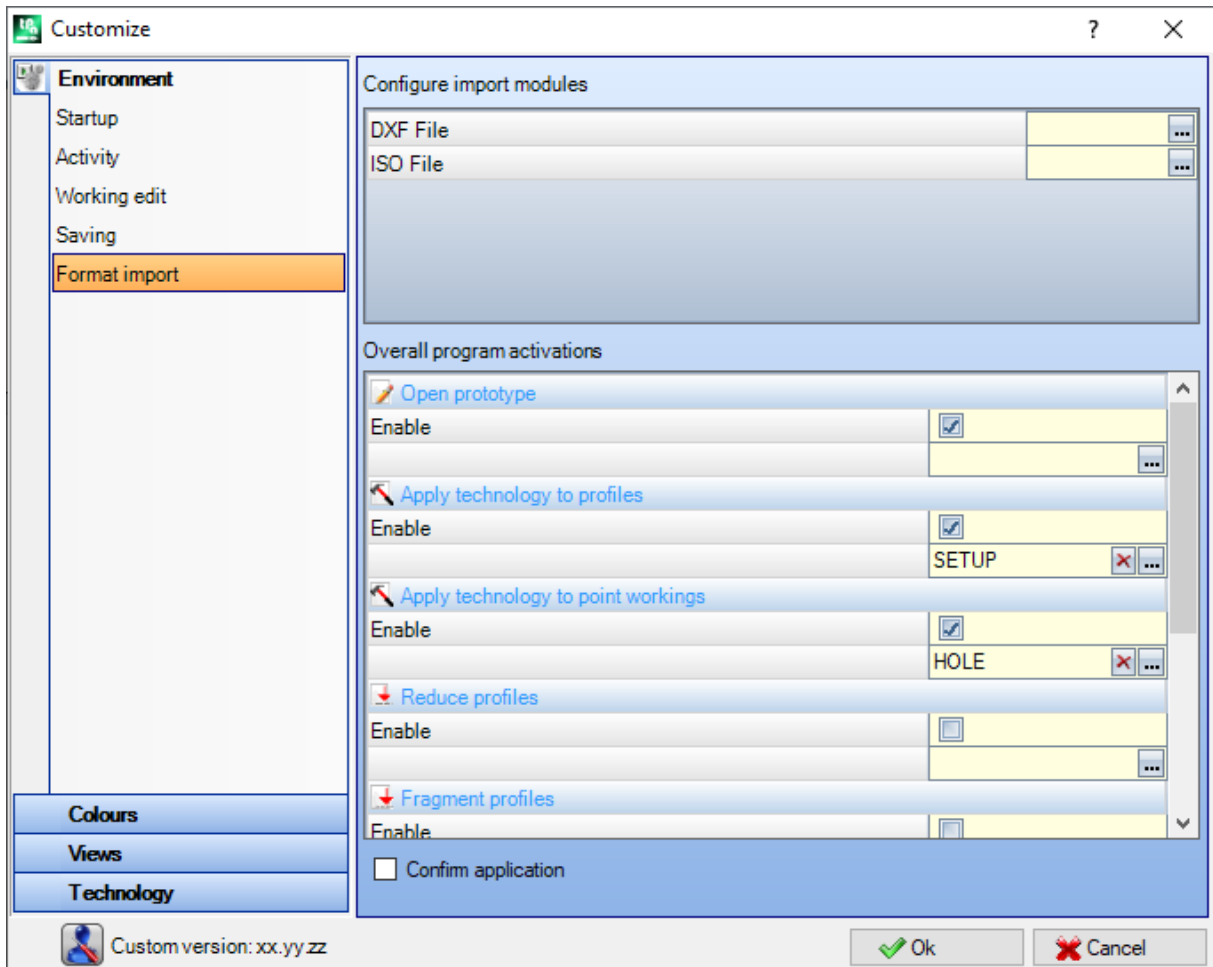 Customize
Environment
Startup
Activity
Working edit
Saving
Format import
Colours
Views
Technology
Configure import modules
DXF File ...
ISO File ...
Overall program activations
Open prototype
Enable
...
Apply technology to profiles
Enable
SETUP ...
Apply technology to point workings
Enable
HOLE ...
Reduce profiles
Enable
...
Fragment profiles
Enable
Confirm application
Custom version: xx.yy.zz
Ok
Cancel